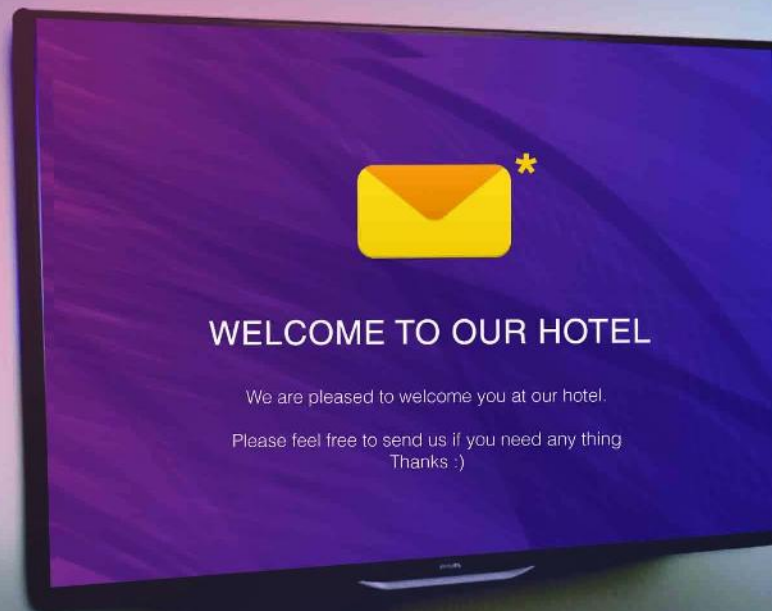 *
WELCOME TO OUR HOTEL
We are pleased to welcome you at our hotel.
Please feel free to send us if you need any thing
Thanks :)
PHILIPS